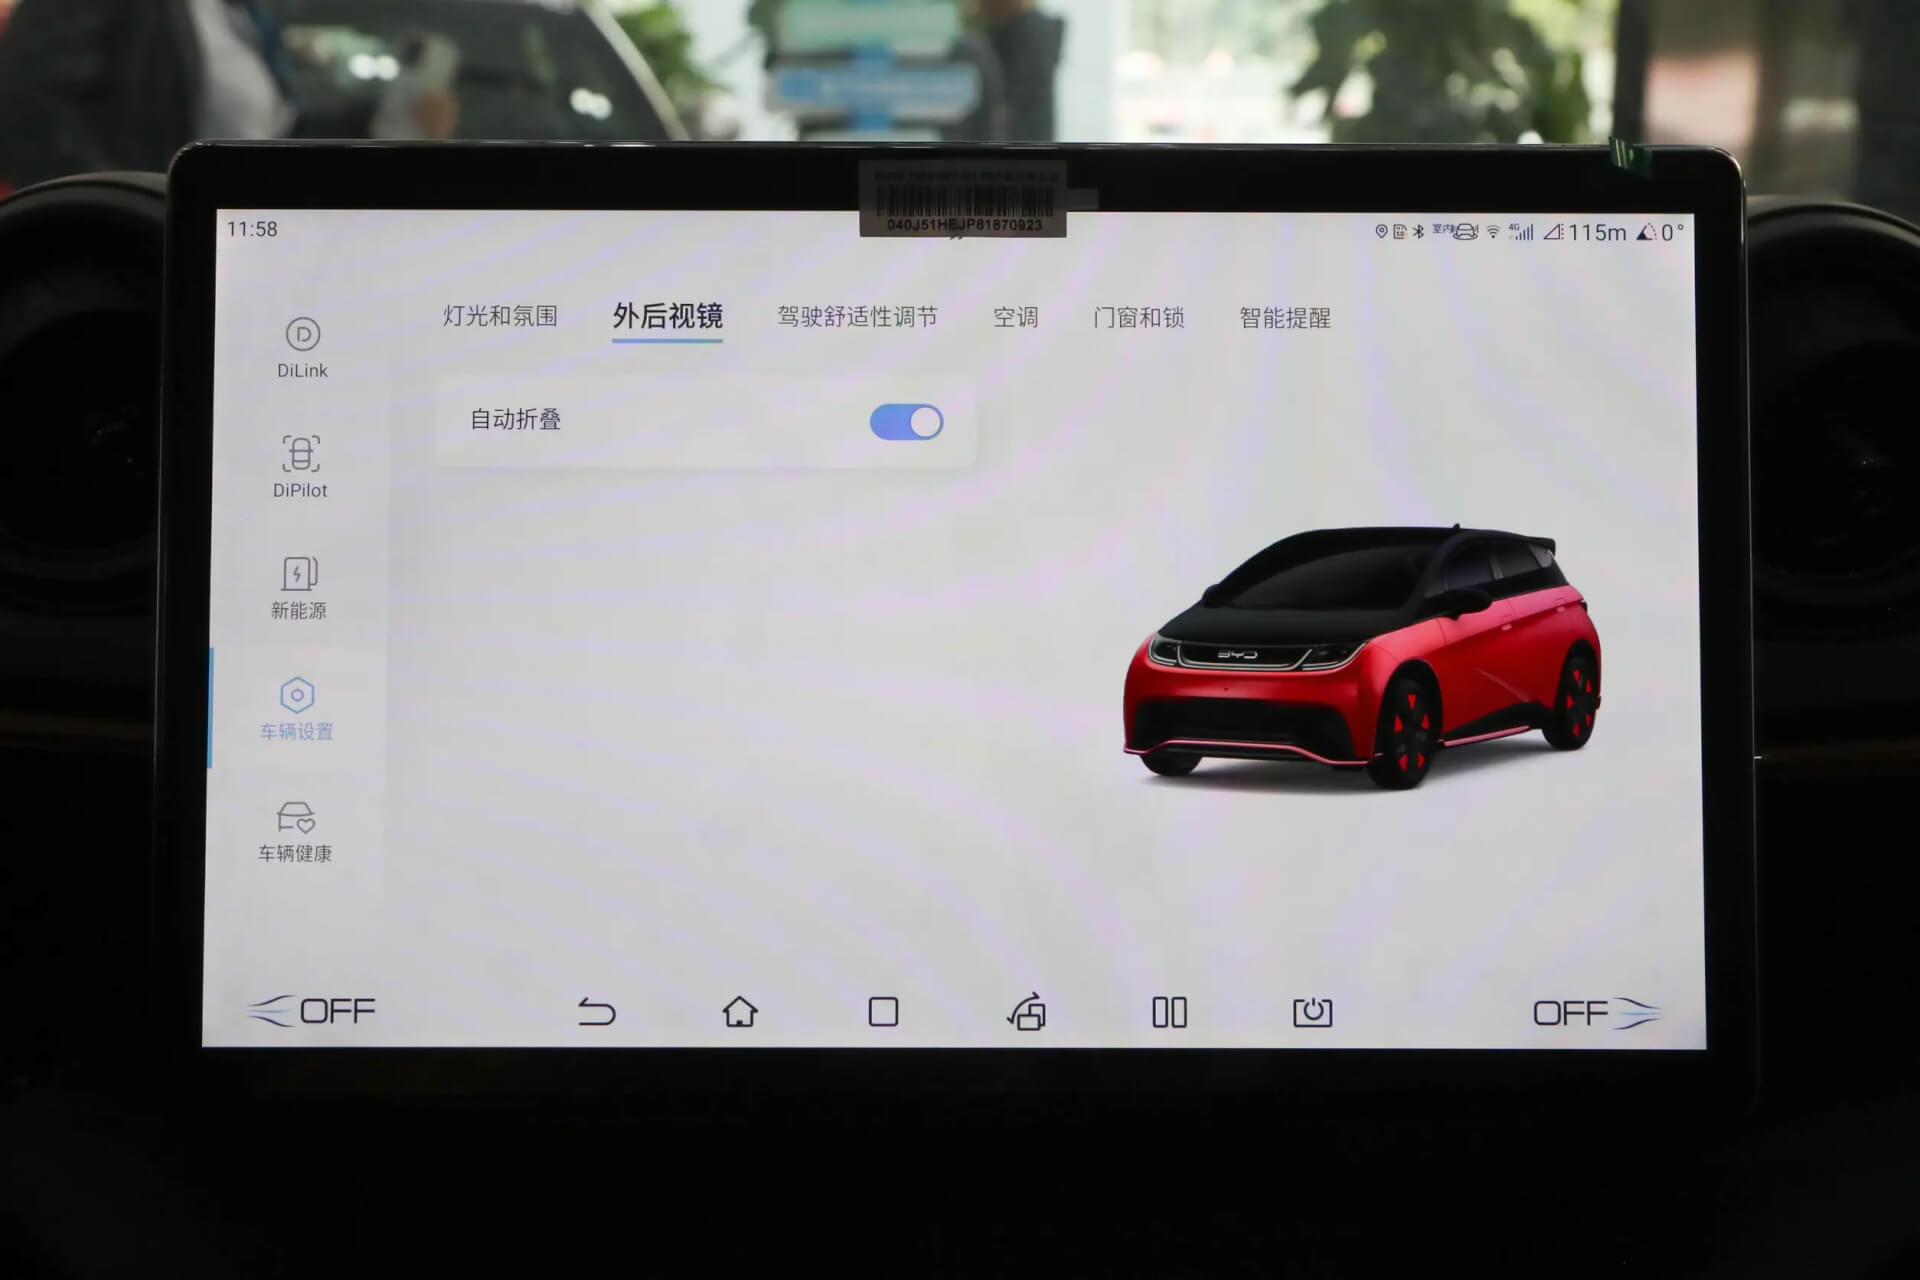 040J51HEJP81870923
11:58
室内 4G 115m 0°
灯光和氛围 外后视镜 驾驶舒适性调节 空调 门窗和锁 智能提醒
DiLink
自动折叠
DiPilot
新能源
BYD
车辆设置
车辆健康
OFF OFF